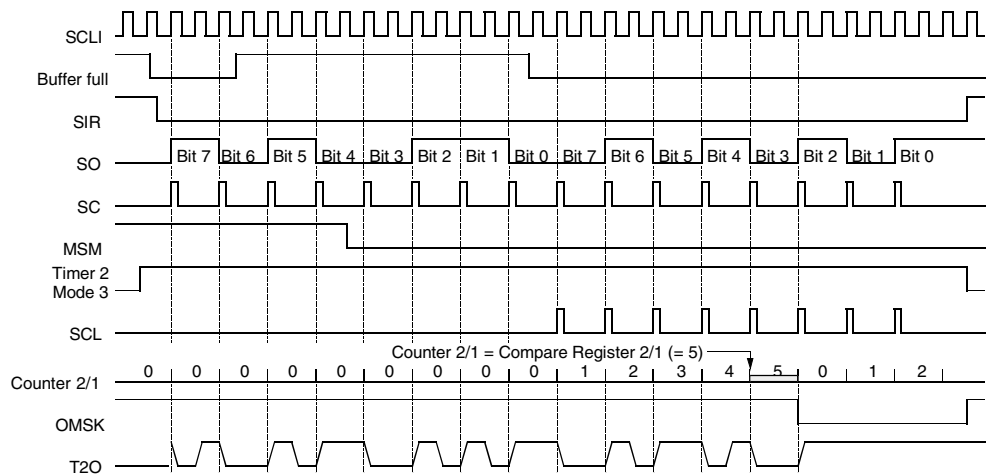 SCLI
Buffer full
SIR
SO Bit 7 Bit 6 Bit 5 Bit 4 Bit 3 Bit 2 Bit 1 Bit 0 Bit 7 Bit 6 Bit 5 Bit 4 Bit 3 Bit 2 Bit 1 Bit 0
SC
MSM
Timer 2
Mode 3
SCL
Counter 2/1 = Compare Register 2/1 (= 5)
Counter 2/1 0 0 0 0 0 0 0 0 0 1 2 3 4 5 0 1 2
OMSK
T2O